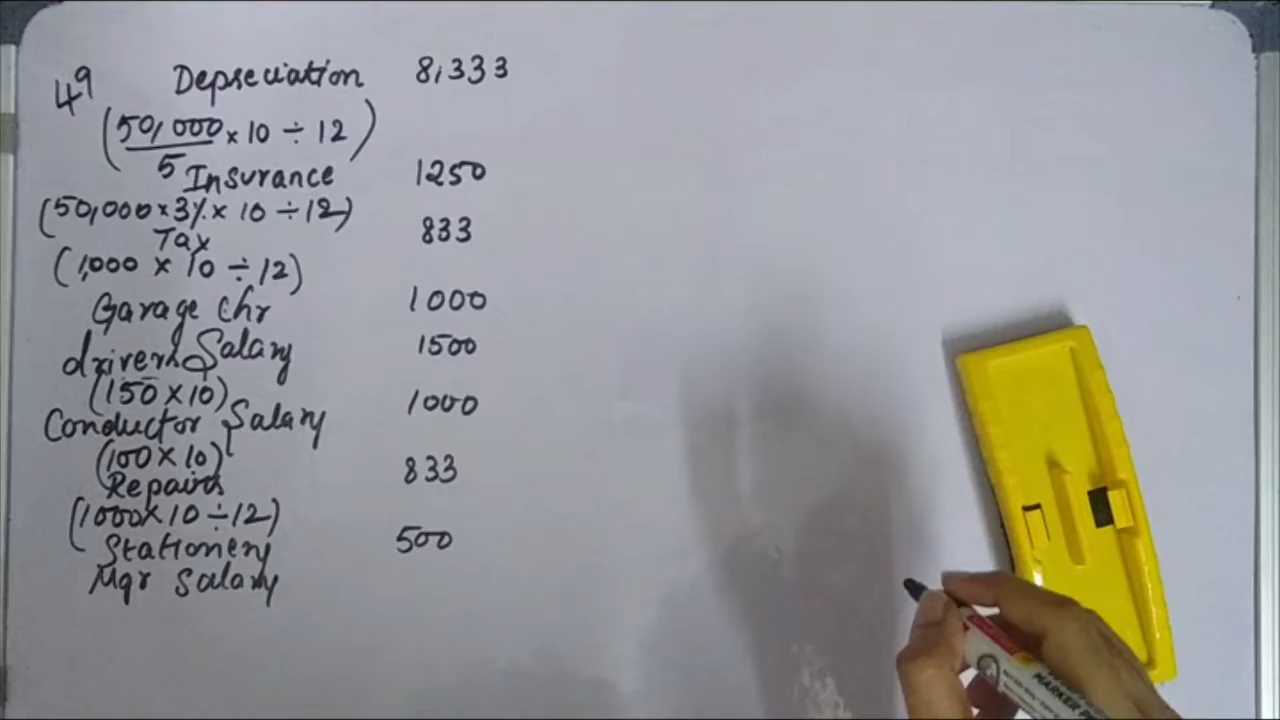 49 Depreciation 8,333
(50,000/5 × 10 ÷ 12)
Insurance 1250
(50,000 × 3% × 10 ÷ 12)
Tax 833
(1,000 × 10 ÷ 12)
Garage Chr 1000
drivers Salary 1500
(150 × 10)
Conductor Salary 1000
(100 × 10)
Repairs 833
(1000 × 10 ÷ 12)
Stationery 500
Mgr Salary
MARKER